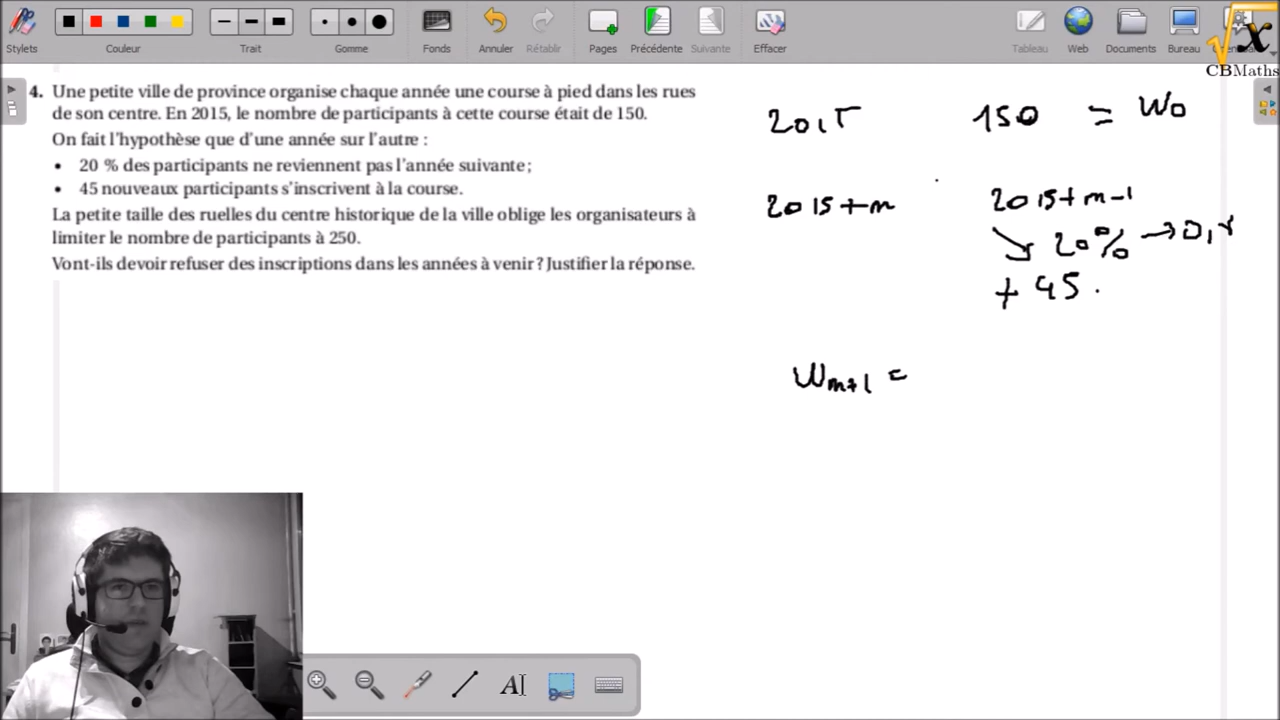 Stylets
Couleur
Trait
Gomme
Fonds
Annuler
Rétablir
Pages
Précédente
Suivante
Effacer
Tableau
Web
Documents
Bureau
√x
CBMaths
4. Une petite ville de province organise chaque année une course à pied dans les rues
de son centre. En 2015, le nombre de participants à cette course était de 150.
On fait l'hypothèse que d'une année sur l'autre :
• 20 % des participants ne reviennent pas l'année suivante ;
• 45 nouveaux participants s'inscrivent à la course.
La petite taille des ruelles du centre historique de la ville oblige les organisateurs à
limiter le nombre de participants à 250.
Vont-ils devoir refuser des inscriptions dans les années à venir ? Justifier la réponse.
2015 150 = W0
2015+n 2015+n-1
↘ 20% → 0,8
+ 45.
Wn+1 =
AI